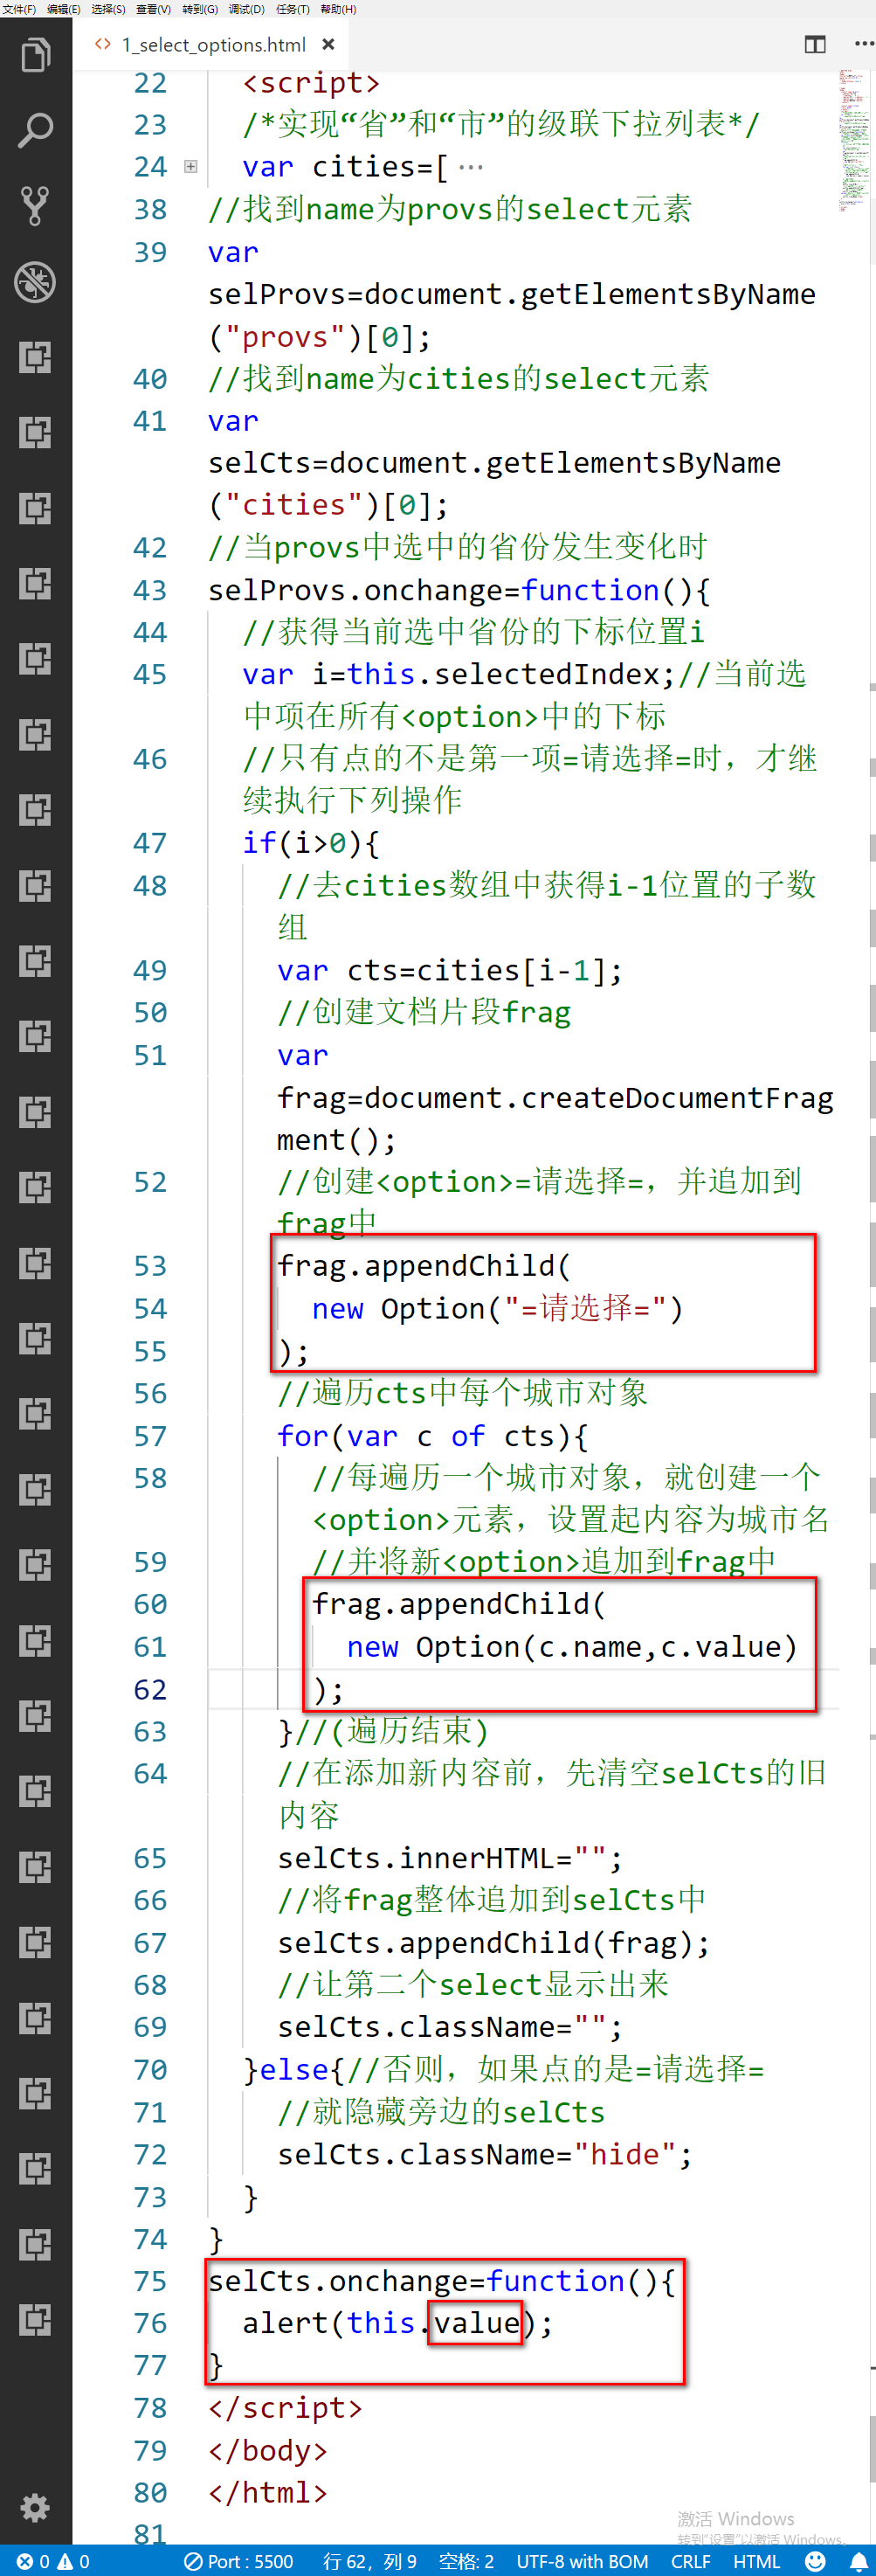 文件(F) 编辑(E) 选择(S) 查看(V) 转到(G) 调试(D) 任务(T) 帮助(H)
<> 1_select_options.html ×
22 <script>
23 /*实现“省”和“市”的级联下拉列表*/
24 var cities=[ ...
38 //找到name为provs的select元素
39 var
selProvs=document.getElementsByName
("provs")[0];
40 //找到name为cities的select元素
41 var
selCts=document.getElementsByName
("cities")[0];
42 //当provs中选中的省份发生变化时
43 selProvs.onchange=function(){
44 //获得当前选中省份的下标位置i
45 var i=this.selectedIndex;//当前选
中项在所有<option>中的下标
46 //只有点的不是第一项=请选择=时，才继
续执行下列操作
47 if(i>0){
48 //去cities数组中获得i-1位置的子数
组
49 var cts=cities[i-1];
50 //创建文档片段frag
51 var
frag=document.createDocumentFrag
ment();
52 //创建<option>=请选择=，并追加到
frag中
53 frag.appendChild(
54 new Option("=请选择=")
55 );
56 //遍历cts中每个城市对象
57 for(var c of cts){
58 //每遍历一个城市对象，就创建一个
<option>元素，设置起内容为城市名
59 //并将新<option>追加到frag中
60 frag.appendChild(
61 new Option(c.name,c.value)
62 );
63 }//(遍历结束)
64 //在添加新内容前，先清空selCts的旧
内容
65 selCts.innerHTML="";
66 //将frag整体追加到selCts中
67 selCts.appendChild(frag);
68 //让第二个select显示出来
69 selCts.className="";
70 }else{//否则，如果点的是=请选择=
71 //就隐藏旁边的selCts
72 selCts.className="hide";
73 }
74 }
75 selCts.onchange=function(){
76 alert(this.value);
77 }
78 </script>
79 </body>
80 </html>
81
激活 Windows
转到“设置”以激活 Windows。
0 0 Port : 5500 行 62，列 9 空格: 2 UTF-8 with BOM CRLF HTML